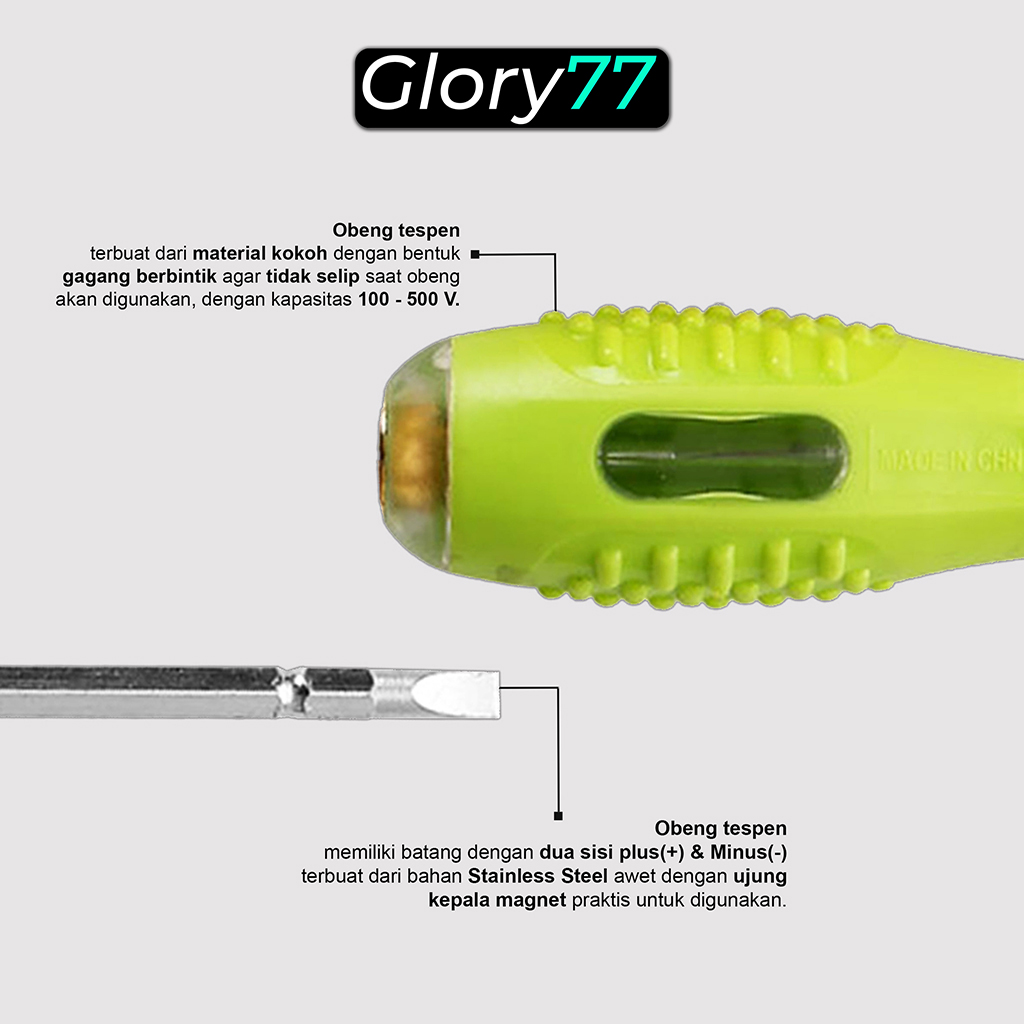 Glory77
Obeng tespen
terbuat dari material kokoh dengan bentuk
gagang berbintik agar tidak selip saat obeng
akan digunakan, dengan kapasitas 100 - 500 V.
MADE IN CHN
Obeng tespen
memiliki batang dengan dua sisi plus(+) & Minus(-)
terbuat dari bahan Stainless Steel awet dengan ujung
kepala magnet praktis untuk digunakan.